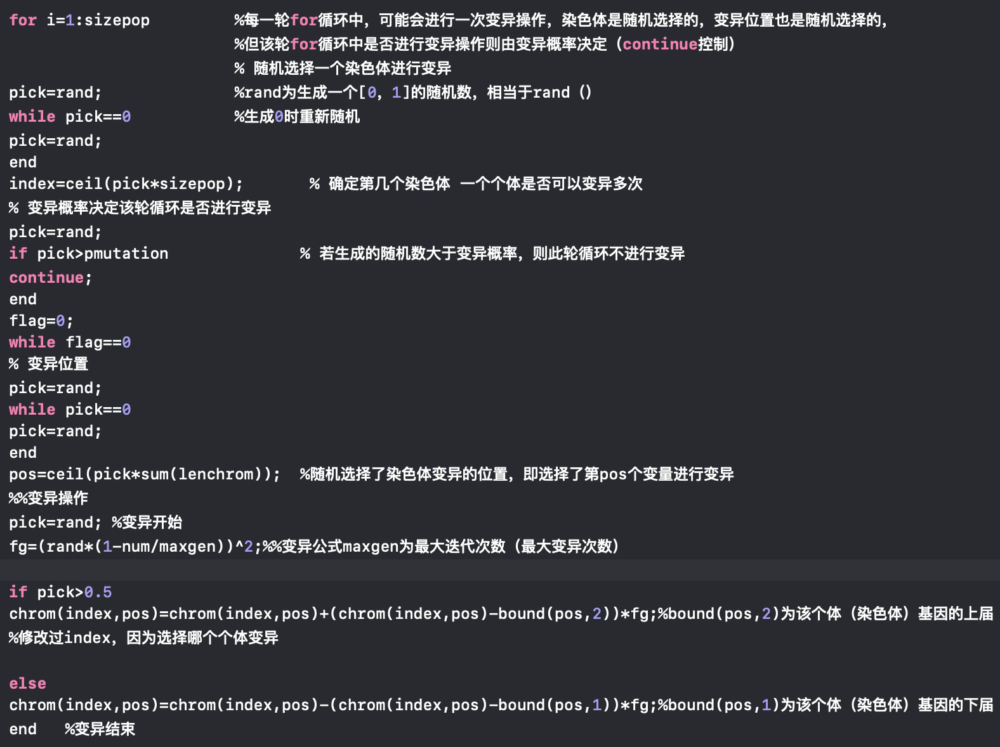 for i=1:sizepop         %每一轮for循环中，可能会进行一次变异操作，染色体是随机选择的，变异位置也是随机选择的，
%但该轮for循环中是否进行变异操作则由变异概率决定（continue控制）
% 随机选择一个染色体进行变异
pick=rand;              %rand为生成一个[0，1]的随机数，相当于rand（）
while pick==0           %生成0时重新随机
pick=rand;
end
index=ceil(pick*sizepop);       % 确定第几个染色体 一个个体是否可以变异多次
% 变异概率决定该轮循环是否进行变异
pick=rand;
if pick>pmutation              % 若生成的随机数大于变异概率，则此轮循环不进行变异
continue;
end
flag=0;
while flag==0
% 变异位置
pick=rand;
while pick==0
pick=rand;
end
pos=ceil(pick*sum(lenchrom));  %随机选择了染色体变异的位置，即选择了第pos个变量进行变异
%%变异操作
pick=rand; %变异开始
fg=(rand*(1-num/maxgen))^2;%%变异公式maxgen为最大迭代次数（最大变异次数）
if pick>0.5
chrom(index,pos)=chrom(index,pos)+(chrom(index,pos)-bound(pos,2))*fg;%bound(pos,2)为该个体（染色体）基因的上届
%修改过index，因为选择哪个个体变异
else
chrom(index,pos)=chrom(index,pos)-(chrom(index,pos)-bound(pos,1))*fg;%bound(pos,1)为该个体（染色体）基因的下届
end   %变异结束